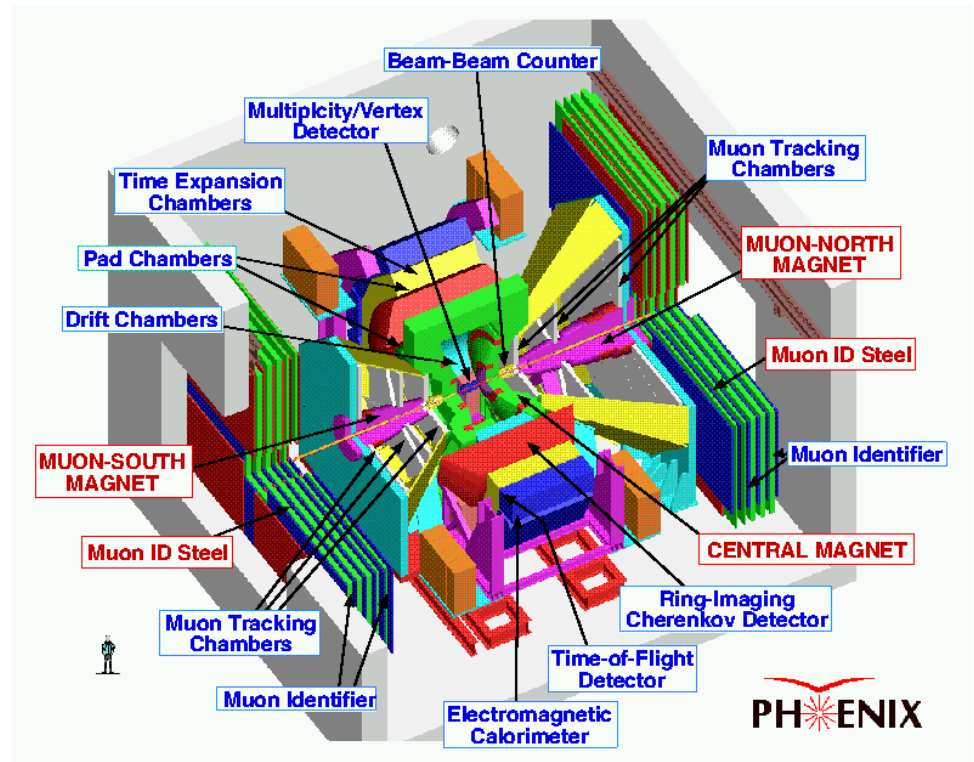 Beam-Beam Counter
Multiplcity/Vertex
Detector
Muon Tracking
Chambers
Time Expansion
Chambers
MUON-NORTH
MAGNET
Pad Chambers
Drift Chambers
Muon ID Steel
Muon Identifier
MUON-SOUTH
MAGNET
Muon ID Steel
CENTRAL MAGNET
Ring-Imaging
Cherenkov Detector
Muon Tracking
Chambers
Time-of-Flight
Detector
Muon Identifier
Electromagnetic
Calorimeter
PHENIX